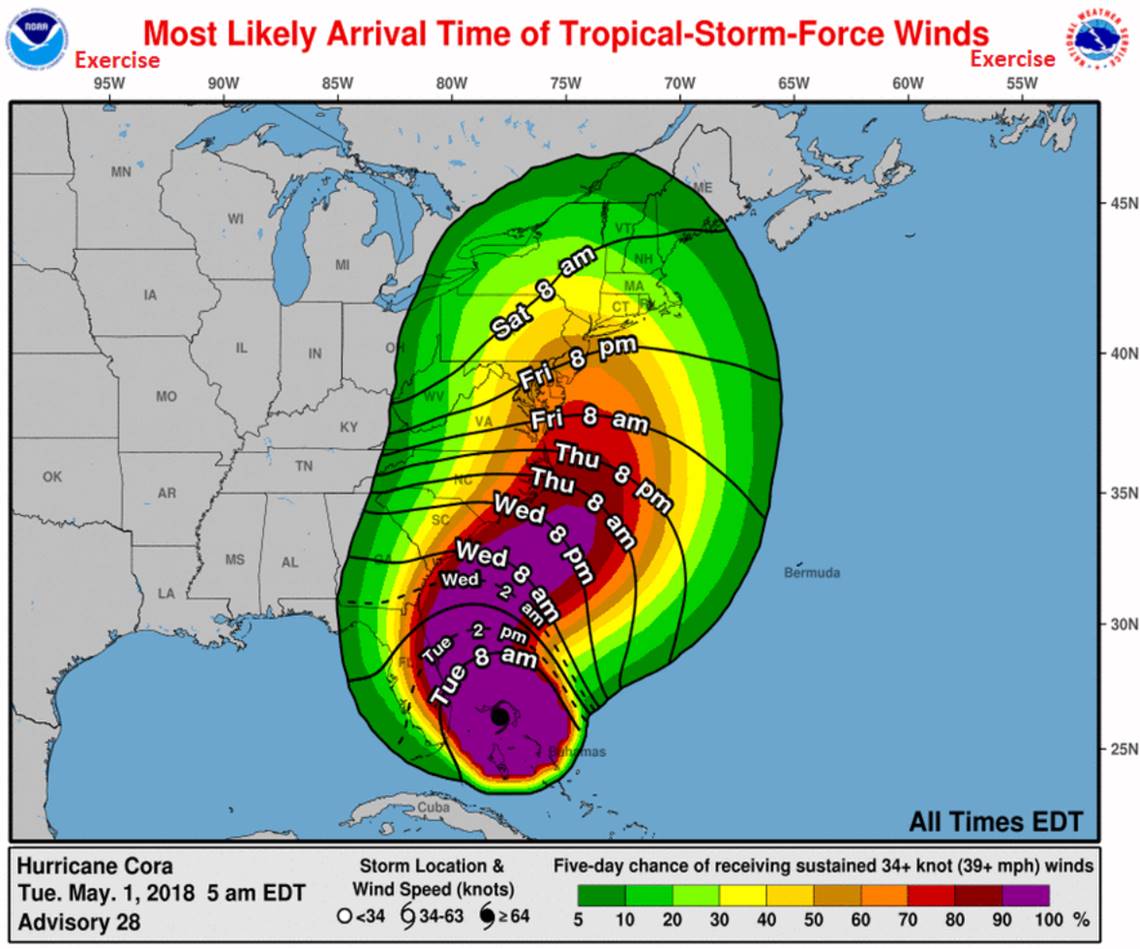 NOAA
Most Likely Arrival Time of Tropical-Storm-Force Winds
Exercise
Exercise
NATIONAL WEATHER SERVICE
95W 90W 85W 80W 75W 70W 65W 60W 55W
45N
40N
35N
30N
25N
MN
WI
MI
IA
IL
IN
OH
MO
KY
WV
VA
OK
AR
TN
NC
SC
MS
AL
GA
LA
FL
ME
VT
NH
MA
CT
RI
Bermuda
Bahamas
Cuba
Sat 8 am
Fri 8 pm
Fri 8 am
Thu 8 pm
Thu 8 am
Wed 8 pm
Wed 8 am
Wed 2 am
Tue 2 pm
Tue 8 am
All Times EDT
Hurricane Cora
Tue. May. 1, 2018 5 am EDT
Advisory 28
Storm Location &
Wind Speed (knots)
<34 34-63 ≥64
Five-day chance of receiving sustained 34+ knot (39+ mph) winds
5 10 20 30 40 50 60 70 80 90 100 %